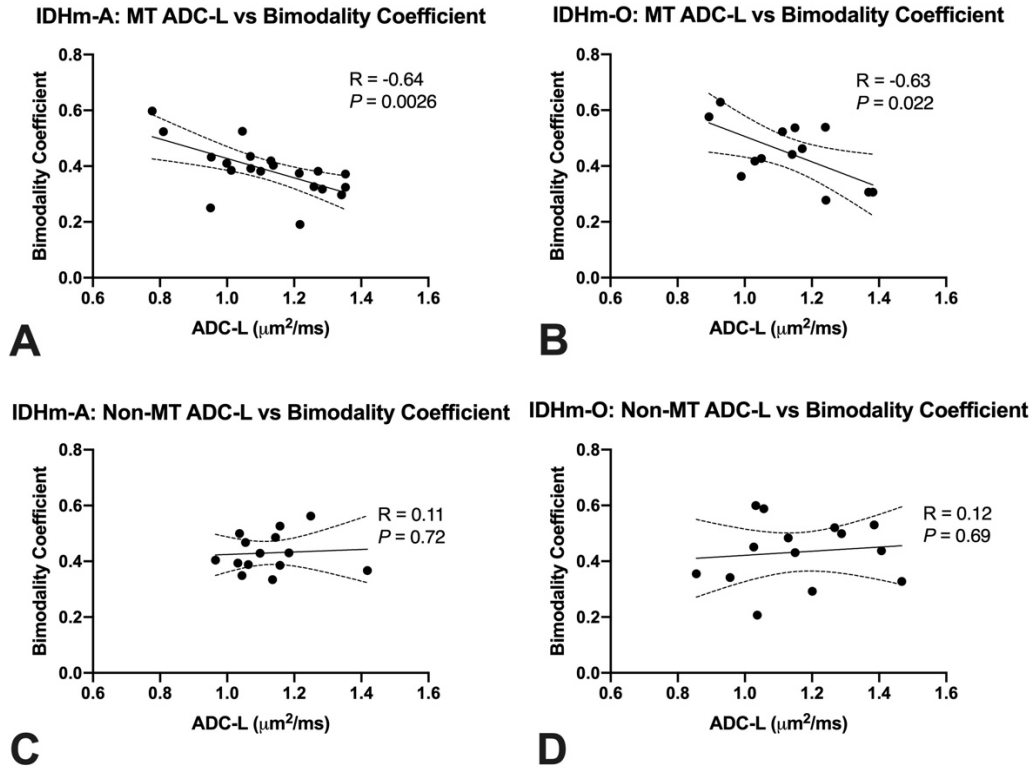 IDHm-A: MT ADC-L vs Bimodality Coefficient
R = -0.64
P = 0.0026
Bimodality Coefficient
0.8
0.6
0.4
0.2
0.0
0.6 0.8 1.0 1.2 1.4 1.6
ADC-L (μm²/ms)
A
IDHm-O: MT ADC-L vs Bimodality Coefficient
R = -0.63
P = 0.022
Bimodality Coefficient
0.8
0.6
0.4
0.2
0.0
0.6 0.8 1.0 1.2 1.4 1.6
ADC-L (μm²/ms)
B
IDHm-A: Non-MT ADC-L vs Bimodality Coefficient
R = 0.11
P = 0.72
Bimodality Coefficient
0.8
0.6
0.4
0.2
0.0
0.6 0.8 1.0 1.2 1.4 1.6
ADC-L (μm²/ms)
C
IDHm-O: Non-MT ADC-L vs Bimodality Coefficient
R = 0.12
P = 0.69
Bimodality Coefficient
0.8
0.6
0.4
0.2
0.0
0.6 0.8 1.0 1.2 1.4 1.6
ADC-L (μm²/ms)
D